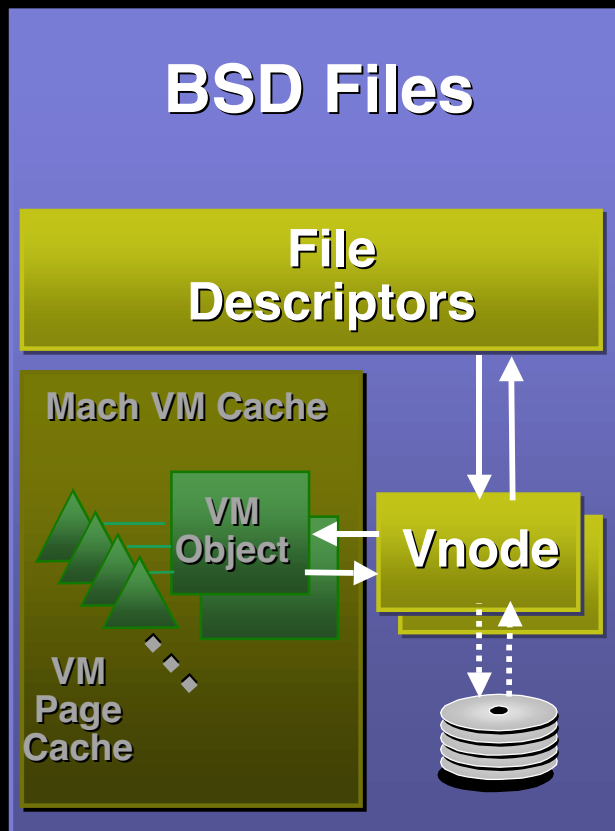 BSD Files
File
Descriptors
Mach VM Cache
VM
Object
Vnode
VM
Page
Cache